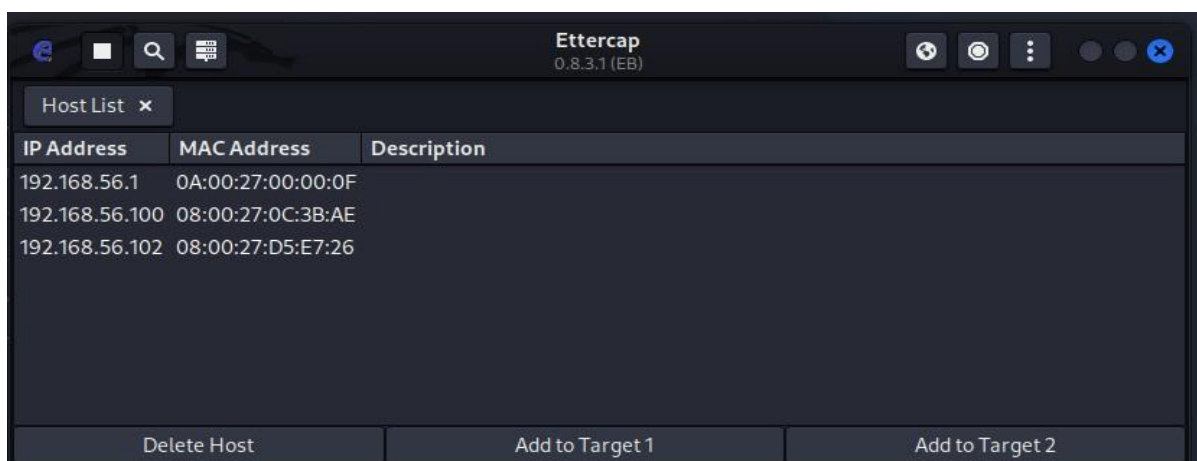 Ettercap
0.8.3.1 (EB)
Host List ×
IP Address MAC Address Description
192.168.56.1 0A:00:27:00:00:0F
192.168.56.100 08:00:27:0C:3B:AE
192.168.56.102 08:00:27:D5:E7:26
Delete Host Add to Target 1 Add to Target 2